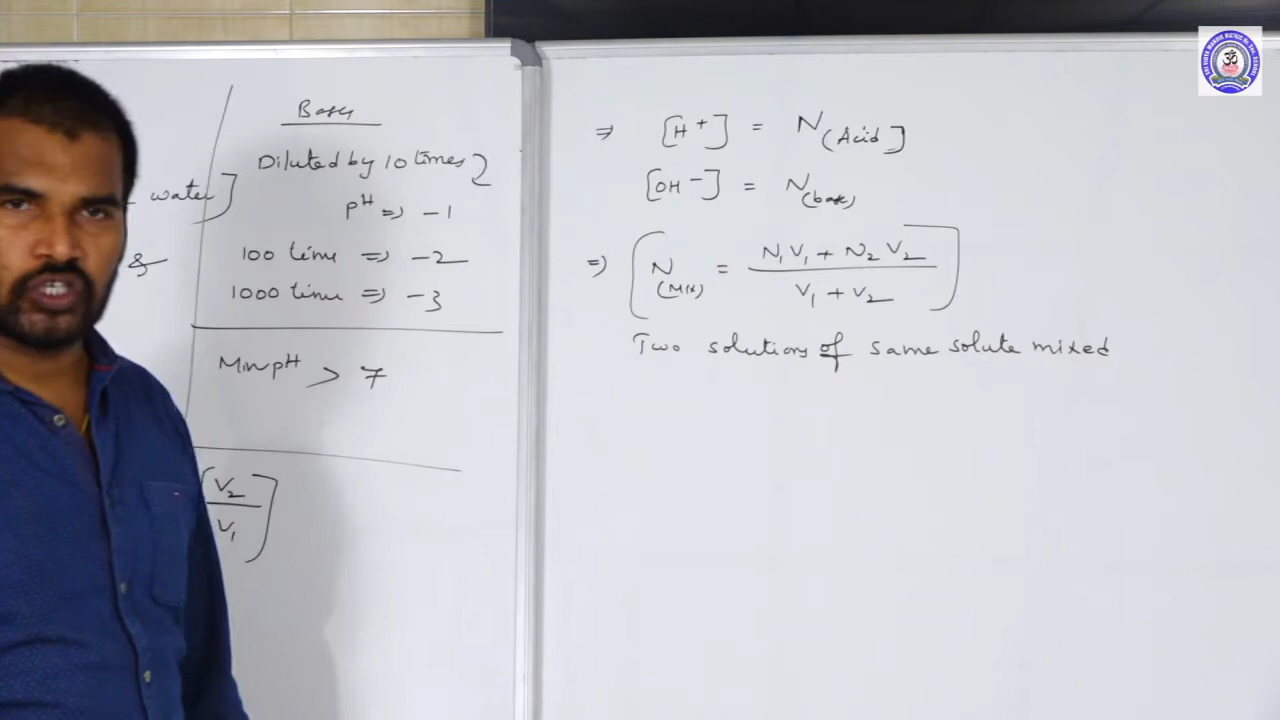 Bases
Diluted by 10 times
water]
pH => -1
&
100 time => -2
1000 time => -3
Min pH > 7
V2
V1
]
=> [H+] = N(Acid]
[OH-] = N(base)
=> [N(Mix) = N1V1 + N2V2 / V1 + V2]
Two solutions of same solute mixed